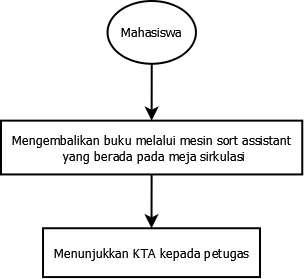 Mahasiswa
Mengembalikan buku melalui mesin sort assistant
yang berada pada meja sirkulasi
Menunjukkan KTA kepada petugas